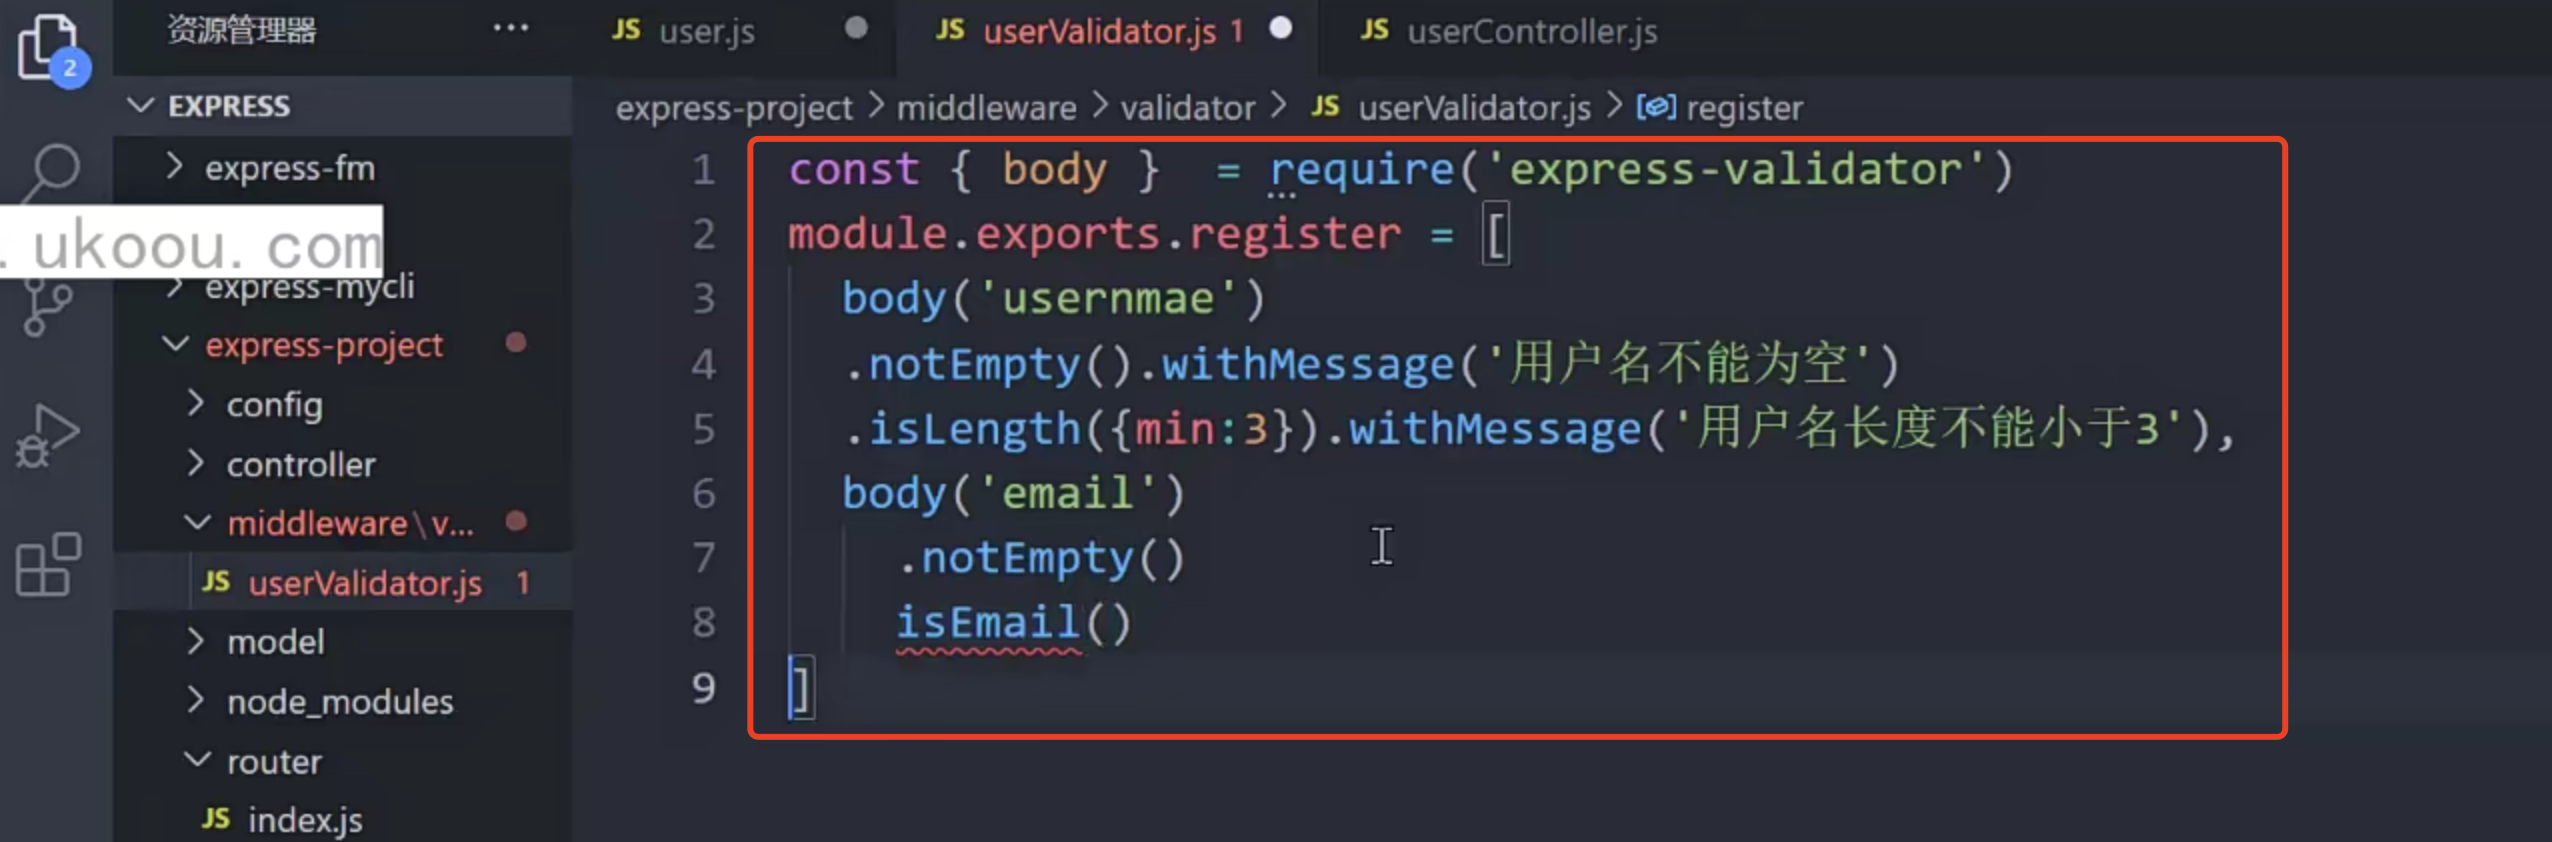 资源管理器 ...
JS user.js
JS userValidator.js 1
JS userController.js
2
EXPRESS
express-project > middleware > validator > JS userValidator.js > register
express-fm
. ukoou.com
express-mycli
express-project
config
controller
middleware\v...
JS userValidator.js 1
model
node_modules
router
JS index.js
1 const { body }  = require('express-validator')
2 module.exports.register = [
3 body('usernmae')
4 .notEmpty().withMessage('用户名不能为空')
5 .isLength({min:3}).withMessage('用户名长度不能小于3'),
6 body('email')
7 .notEmpty()
8 isEmail()
9 ]